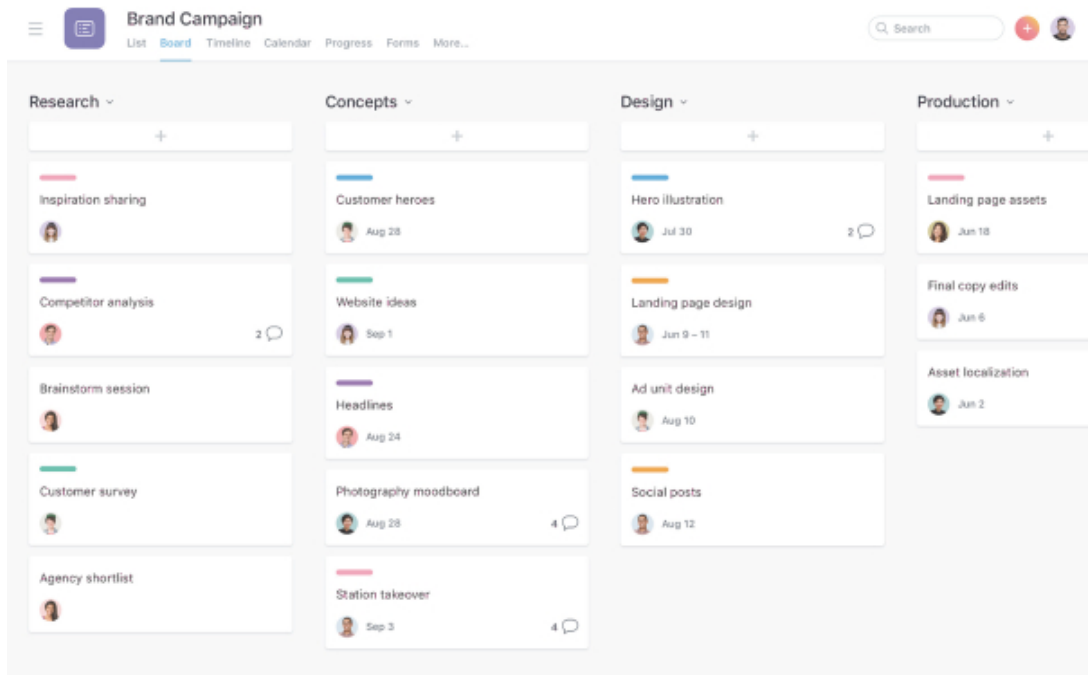 Brand Campaign
Search
List Board Timeline Calendar Progress Forms More...
Research
Inspiration sharing
Competitor analysis
2
Brainstorm session
Customer survey
Agency shortlist
Concepts
Customer heroes
Aug 28
Website ideas
Sep 1
Headlines
Aug 24
Photography moodboard
Aug 28
4
Station takeover
Sep 3
4
Design
Hero illustration
Jul 30
2
Landing page design
Jun 9 – 11
Ad unit design
Aug 10
Social posts
Aug 12
Production
Landing page assets
Jun 18
Final copy edits
Jun 6
Asset localization
Jun 2